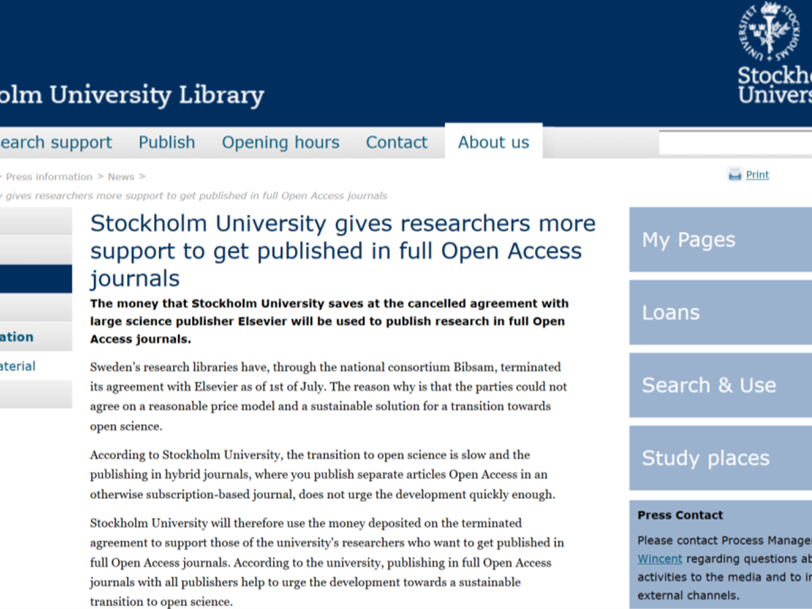 UNIVERSITET STOCKHOLMS
Stockh
Univers
olm University Library
earch support Publish Opening hours Contact About us
Press information > News >
y gives researchers more support to get published in full Open Access journals
Print
Stockholm University gives researchers more
support to get published in full Open Access
journals
The money that Stockholm University saves at the cancelled agreement with
large science publisher Elsevier will be used to publish research in full Open
Access journals.
Sweden's research libraries have, through the national consortium Bibsam, terminated
its agreement with Elsevier as of 1st of July. The reason why is that the parties could not
agree on a reasonable price model and a sustainable solution for a transition towards
open science.
According to Stockholm University, the transition to open science is slow and the
publishing in hybrid journals, where you publish separate articles Open Access in an
otherwise subscription-based journal, does not urge the development quickly enough.
Stockholm University will therefore use the money deposited on the terminated
agreement to support those of the university's researchers who want to get published in
full Open Access journals. According to the university, publishing in full Open Access
journals with all publishers help to urge the development towards a sustainable
transition to open science.
ation
aterial
My Pages
Loans
Search & Use
Study places
Press Contact
Please contact Process Manage
Wincent regarding questions ab
activities to the media and to in
external channels.